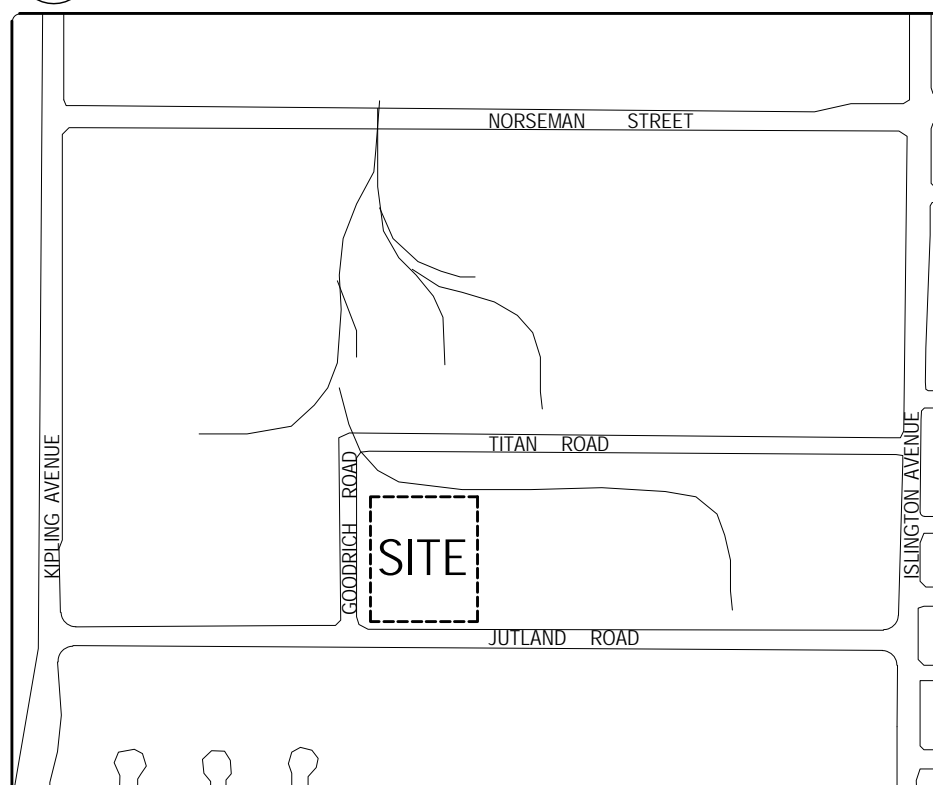 NORSEMAN STREET
TITAN ROAD
KIPLING AVENUE
GOODRICH ROAD
SITE
ISLINGTON AVENUE
JUTLAND ROAD